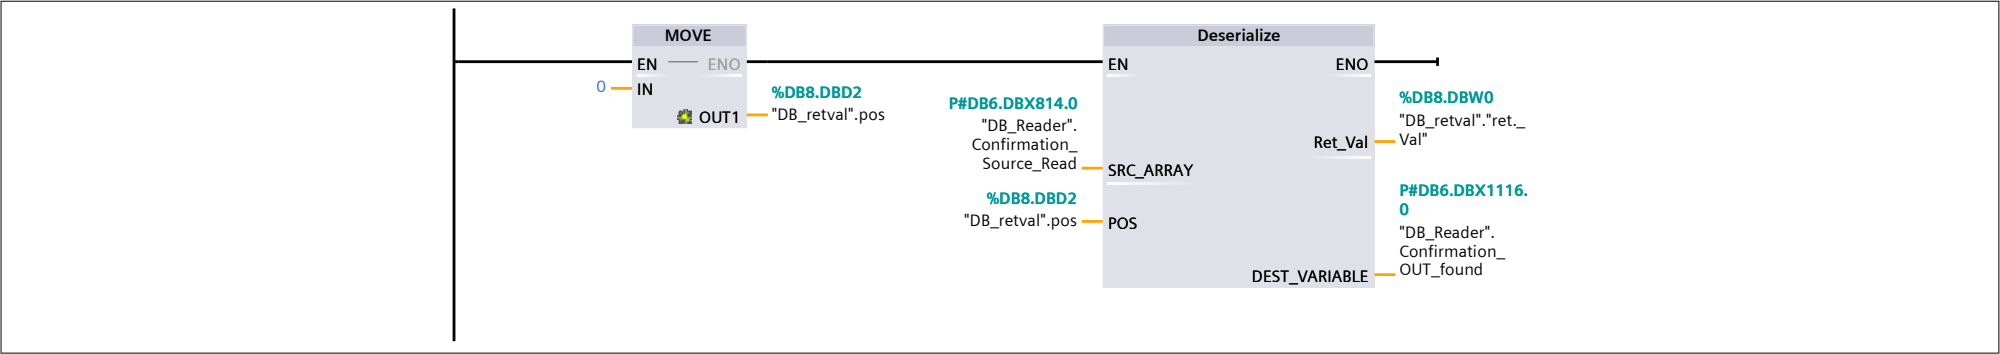 MOVE
EN
ENO
0
IN
OUT1
%DB8.DBD2
"DB_retval".pos
Deserialize
EN
ENO
P#DB6.DBX814.0
"DB_Reader".
Confirmation_
Source_Read
SRC_ARRAY
%DB8.DBD2
"DB_retval".pos
POS
Ret_Val
%DB8.DBW0
"DB_retval"."ret._
Val"
DEST_VARIABLE
P#DB6.DBX1116.
0
"DB_Reader".
Confirmation_
OUT_found